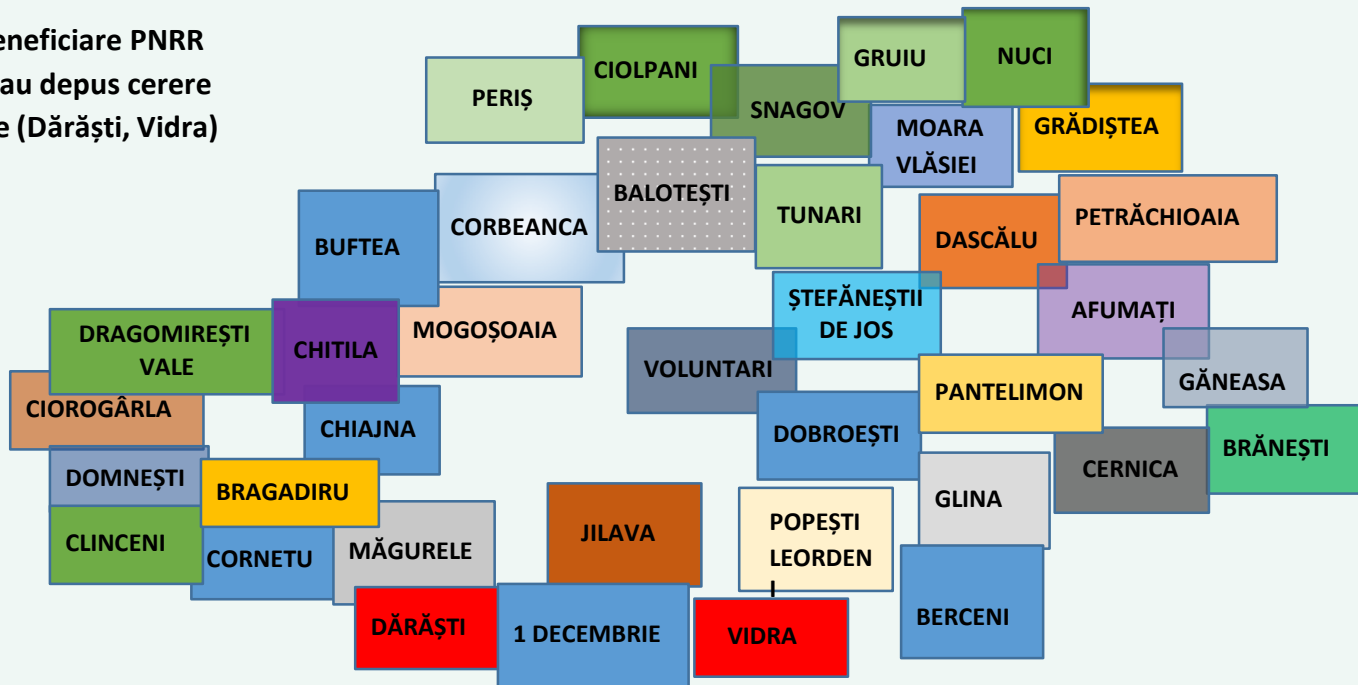 eneficiare PNRR
au depus cerere
e (Dărăști, Vidra)
PERIȘ
CIOLPANI
SNAGOV
GRUIU
NUCI
MOARA
VLĂSIEI
GRĂDIȘTEA
BUFTEA
CORBEANCA
BALOTEȘTI
TUNARI
DASCĂLU
PETRĂCHIOAIA
DRAGOMIREȘTI
VALE
CHITILA
MOGOȘOAIA
ȘTEFĂNEȘTII
DE JOS
AFUMAȚI
VOLUNTARI
PANTELIMON
GĂNEASA
CIOROGÂRLA
CHIAJNA
DOBROEȘTI
CERNICA
BRĂNEȘTI
DOMNEȘTI
BRAGADIRU
GLINA
CLINCENI
CORNETU
MĂGURELE
JILAVA
POPEȘTI
LEORDEN
I
DĂRĂȘTI
1 DECEMBRIE
VIDRA
BERCENI